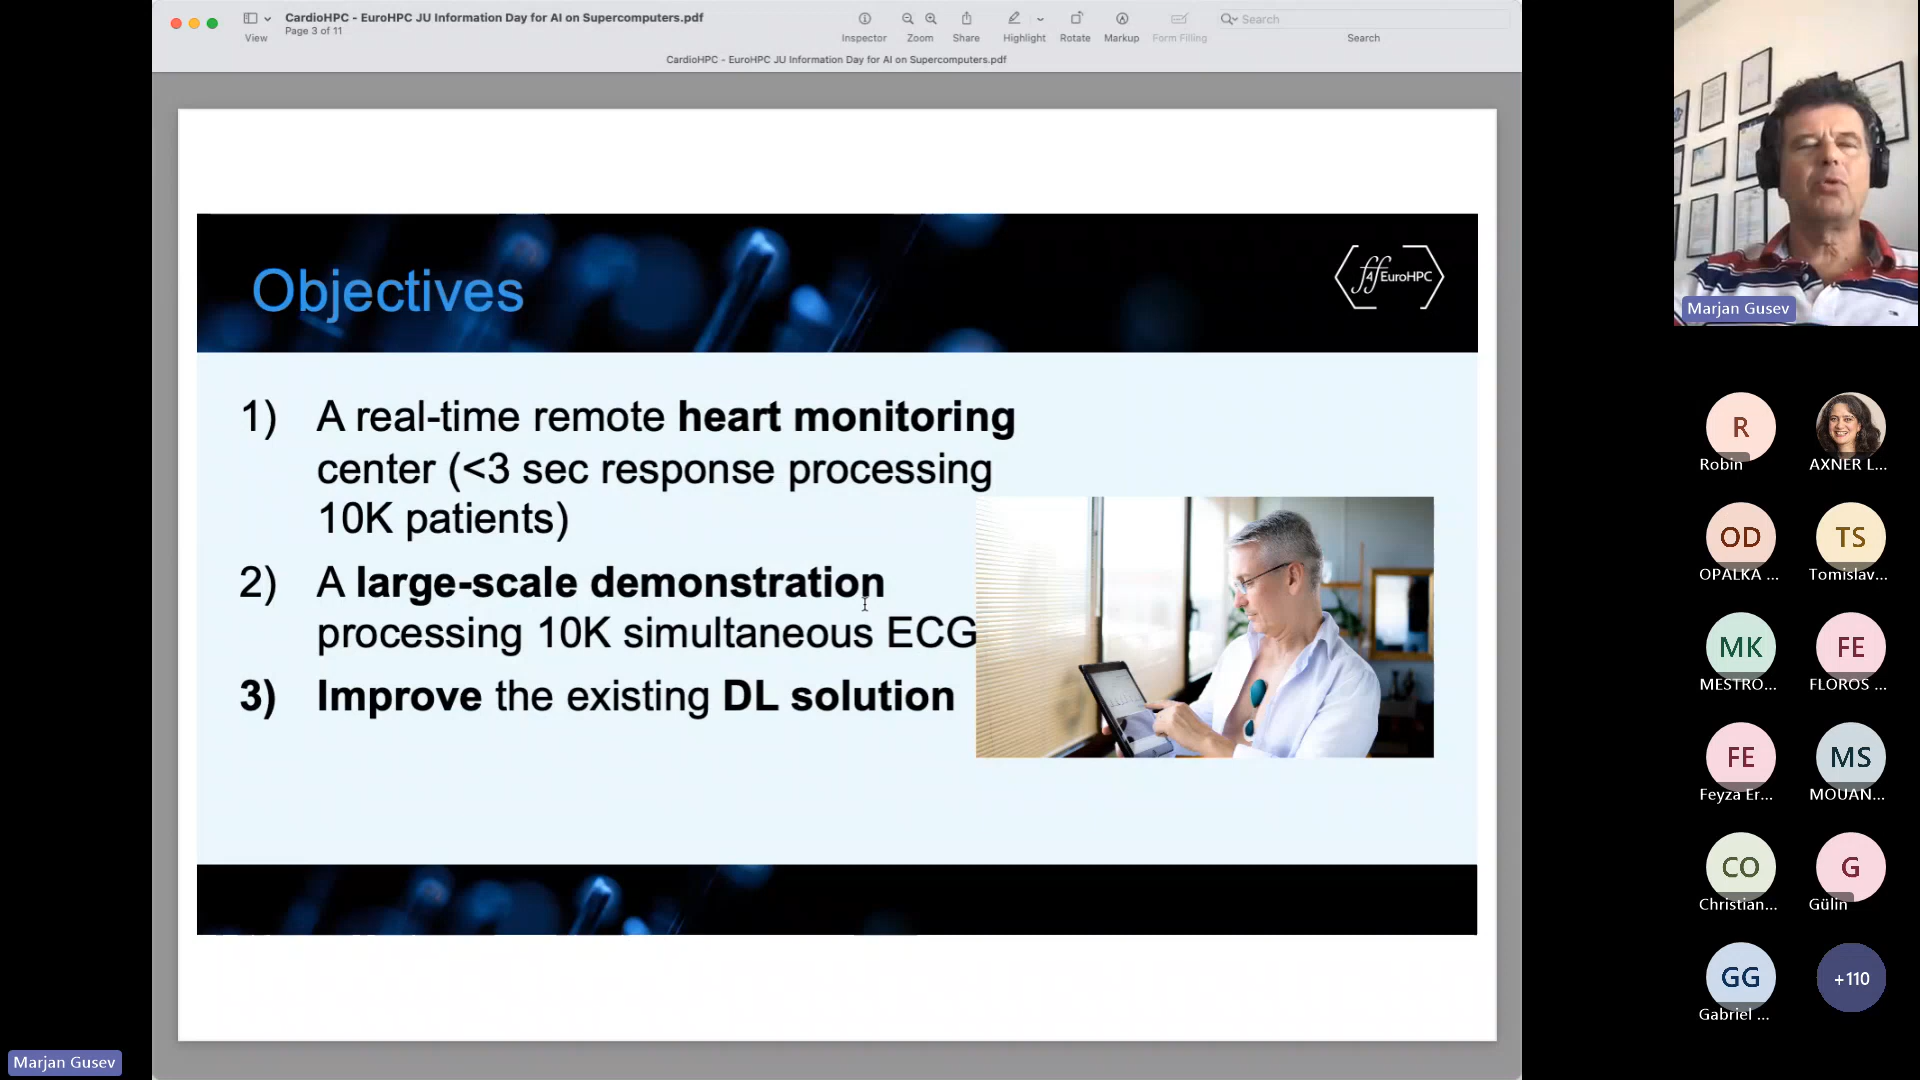 CardioHPC - EuroHPC JU Information Day for AI on Supercomputers.pdf
Page 3 of 11
View
Inspector
Zoom
Share
Highlight
Rotate
Markup
Form Filling
Search
Search
CardioHPC - EuroHPC JU Information Day for AI on Supercomputers.pdf
Objectives
ff4EuroHPC
1) A real-time remote heart monitoring
center (<3 sec response processing
10K patients)
2) A large-scale demonstration
processing 10K simultaneous ECG
3) Improve the existing DL solution
Marjan Gusev
R
Robin
AXNER L...
OD
OPALKA ...
TS
Tomislav...
MK
MESTRO...
FE
FLOROS ...
FE
Feyza Er...
MS
MOUAN...
CO
Christian...
G
Gülin
GG
Gabriel ...
+110
Marjan Gusev